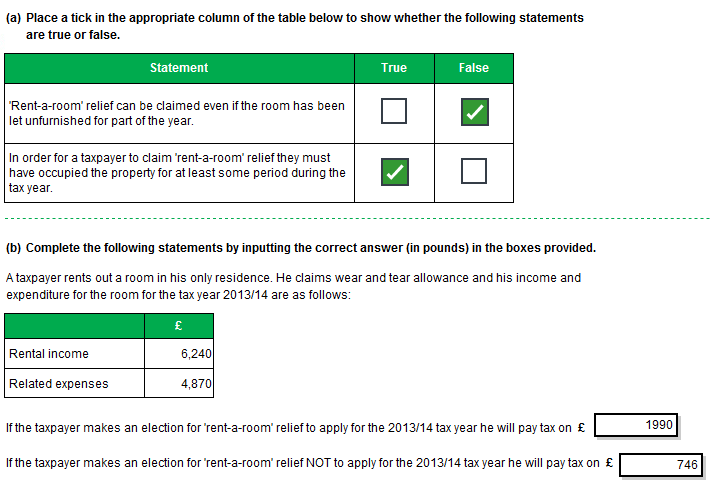 (a) Place a tick in the appropriate column of the table below to show whether the following statements
are true or false.
Statement True False
'Rent-a-room' relief can be claimed even if the room has been
let unfurnished for part of the year.
In order for a taxpayer to claim 'rent-a-room' relief they must
have occupied the property for at least some period during the
tax year.
(b) Complete the following statements by inputting the correct answer (in pounds) in the boxes provided.
A taxpayer rents out a room in his only residence. He claims wear and tear allowance and his income and
expenditure for the room for the tax year 2013/14 are as follows:
£
Rental income 6,240
Related expenses 4,870
If the taxpayer makes an election for 'rent-a-room' relief to apply for the 2013/14 tax year he will pay tax on £ 1990
If the taxpayer makes an election for 'rent-a-room' relief NOT to apply for the 2013/14 tax year he will pay tax on £ 746